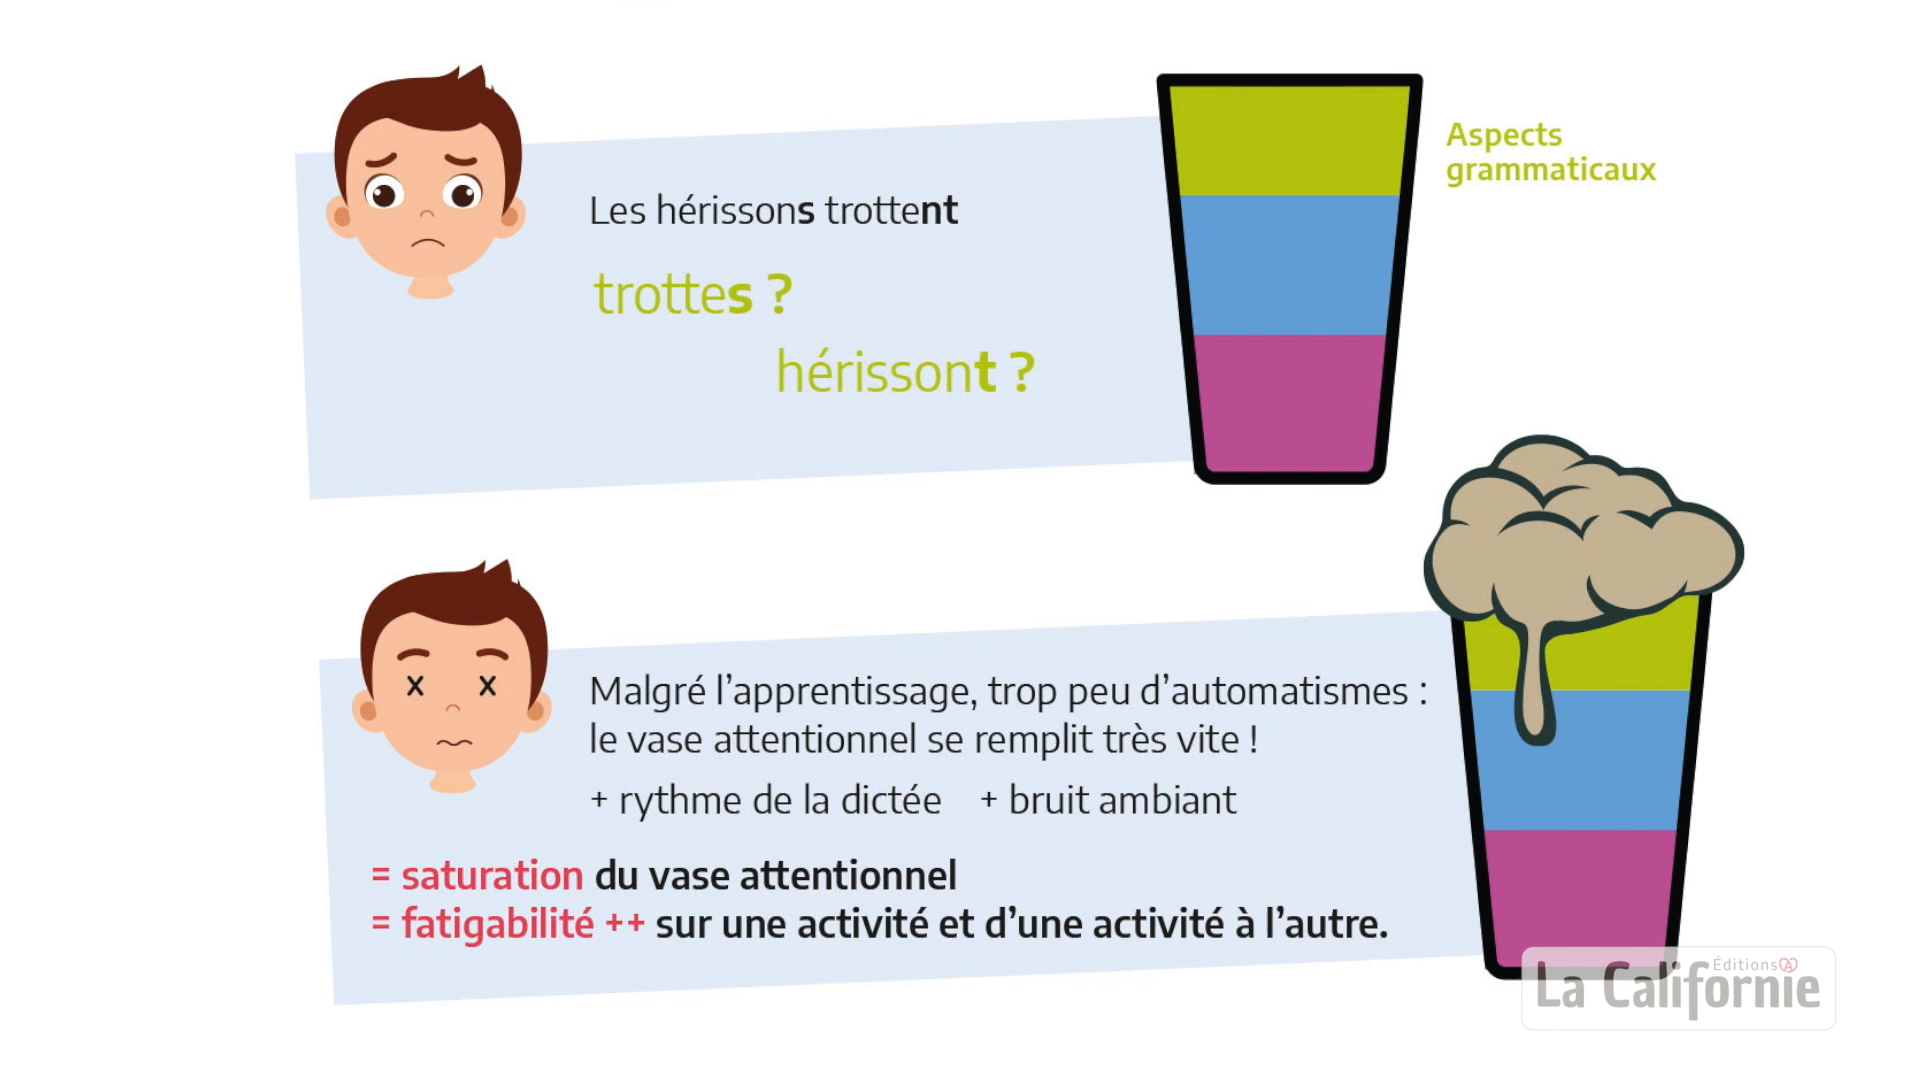 Aspects
grammaticaux
Les hérissons trottent
trottes ?
hérissont ?
Malgré l’apprentissage, trop peu d’automatismes :
le vase attentionnel se remplit très vite !
+ rythme de la dictée + bruit ambiant
= saturation du vase attentionnel
= fatigabilité ++ sur une activité et d’une activité à l’autre.
Éditions
La Californie